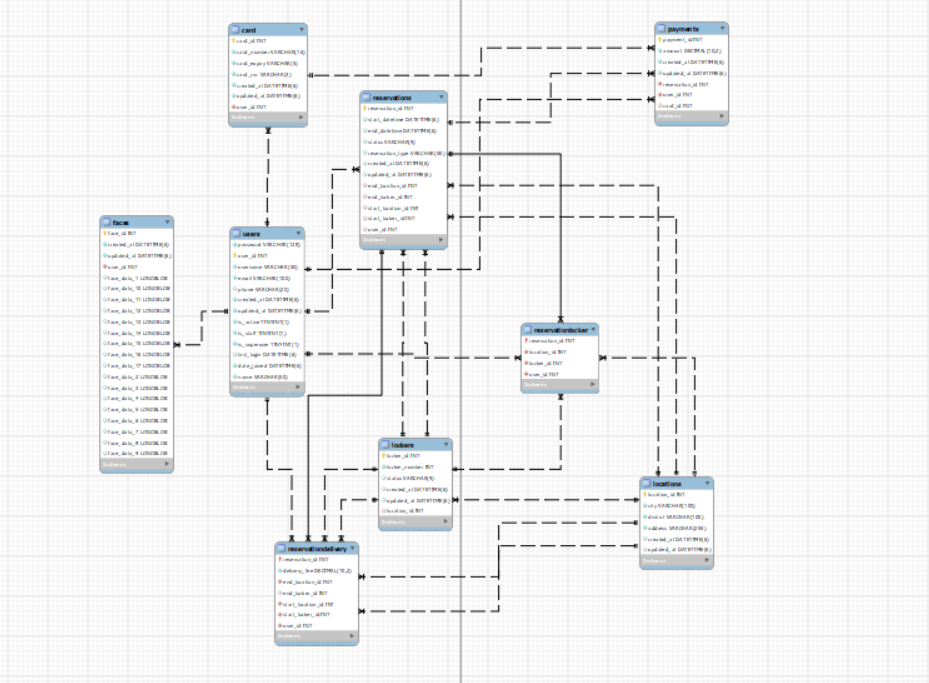 card
card_id INT
card_number VARCHAR(16)
card_expiry VARCHAR(5)
card_cvc VARCHAR(3)
created_at DATETIME(6)
updated_at DATETIME(6)
user_id INT
Indexes
payments
payment_id INT
amount DECIMAL(10,2)
created_at DATETIME(6)
updated_at DATETIME(6)
reservation_id INT
user_id INT
card_id INT
Indexes
reservations
reservation_id INT
start_datetime DATETIME(6)
end_datetime DATETIME(6)
status VARCHAR(9)
reservation_type VARCHAR(50)
created_at DATETIME(6)
updated_at DATETIME(6)
end_location_id INT
end_locker_id INT
start_location_id INT
start_locker_id INT
user_id INT
Indexes
faces
face_id INT
created_at DATETIME(6)
updated_at DATETIME(6)
user_id INT
face_data_1 LONGBLOB
face_data_10 LONGBLOB
face_data_11 LONGBLOB
face_data_12 LONGBLOB
face_data_13 LONGBLOB
face_data_14 LONGBLOB
face_data_15 LONGBLOB
face_data_16 LONGBLOB
face_data_17 LONGBLOB
face_data_2 LONGBLOB
face_data_3 LONGBLOB
face_data_4 LONGBLOB
face_data_5 LONGBLOB
face_data_6 LONGBLOB
face_data_7 LONGBLOB
face_data_8 LONGBLOB
face_data_9 LONGBLOB
Indexes
users
password VARCHAR(128)
user_id INT
username VARCHAR(50)
email VARCHAR(100)
phone VARCHAR(20)
created_at DATETIME(6)
updated_at DATETIME(6)
is_active TINYINT(1)
is_staff TINYINT(1)
is_superuser TINYINT(1)
last_login DATETIME(6)
date_joined DATETIME(6)
name VARCHAR(50)
Indexes
reservationlocker
reservation_id INT
location_id INT
locker_id INT
user_id INT
Indexes
lockers
locker_id INT
locker_number INT
status VARCHAR(9)
created_at DATETIME(6)
updated_at DATETIME(6)
location_id INT
Indexes
locations
location_id INT
city VARCHAR(100)
district VARCHAR(100)
address VARCHAR(255)
created_at DATETIME(6)
updated_at DATETIME(6)
Indexes
reservationdelivery
reservation_id INT
delivery_fee DECIMAL(10,2)
end_location_id INT
end_locker_id INT
start_location_id INT
start_locker_id INT
user_id INT
Indexes